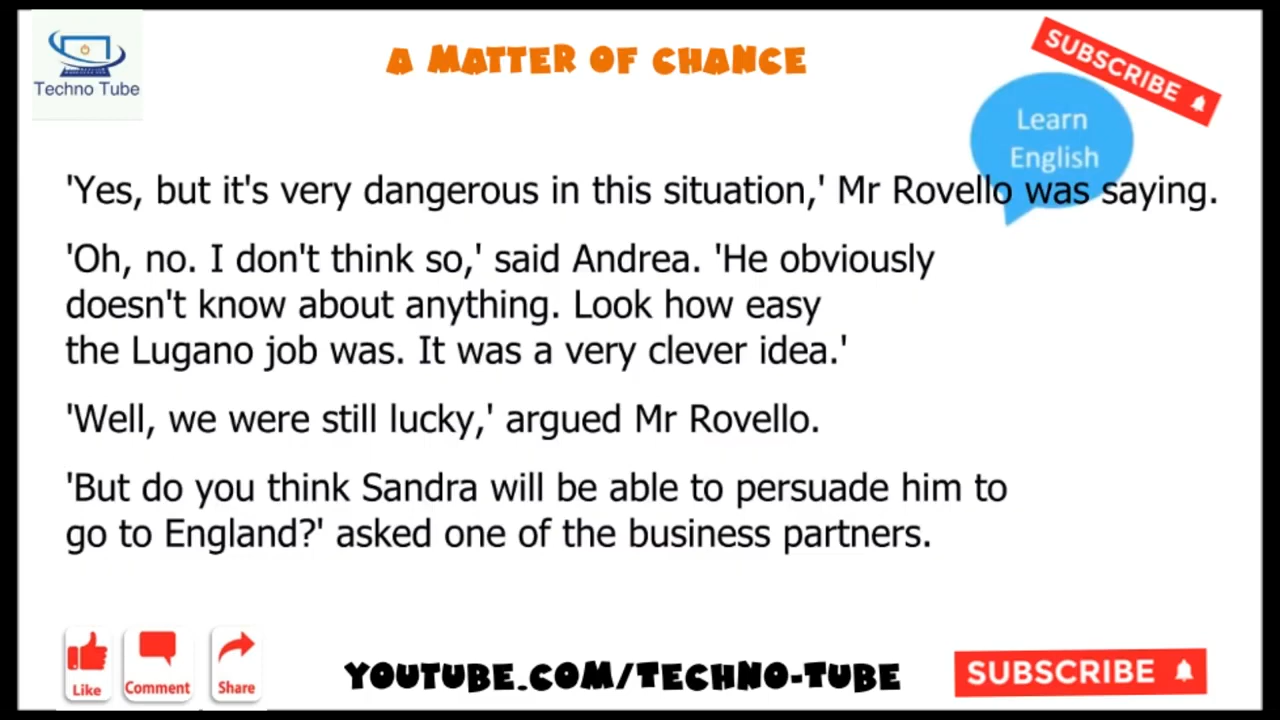 Techno Tube
A MATTER OF CHANCE
SUBSCRIBE
Learn
English
'Yes, but it's very dangerous in this situation,' Mr Rovello was saying.
'Oh, no. I don't think so,' said Andrea. 'He obviously
doesn't know about anything. Look how easy
the Lugano job was. It was a very clever idea.'
'Well, we were still lucky,' argued Mr Rovello.
'But do you think Sandra will be able to persuade him to
go to England?' asked one of the business partners.
Like
Comment
Share
YOUTUBE.COM/TECHNO-TUBE
SUBSCRIBE